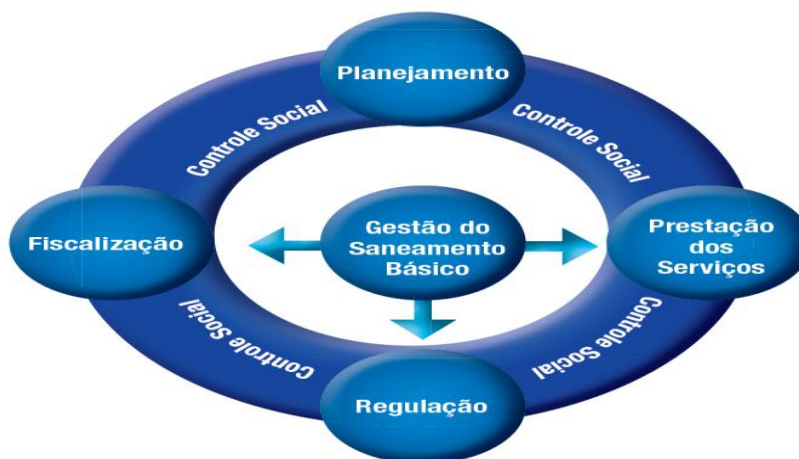 Planejamento
Controle Social
Controle Social
Fiscalização
Gestão do
Saneamento
Básico
Prestação
dos
Serviços
Controle Social
Controle Social
Regulação